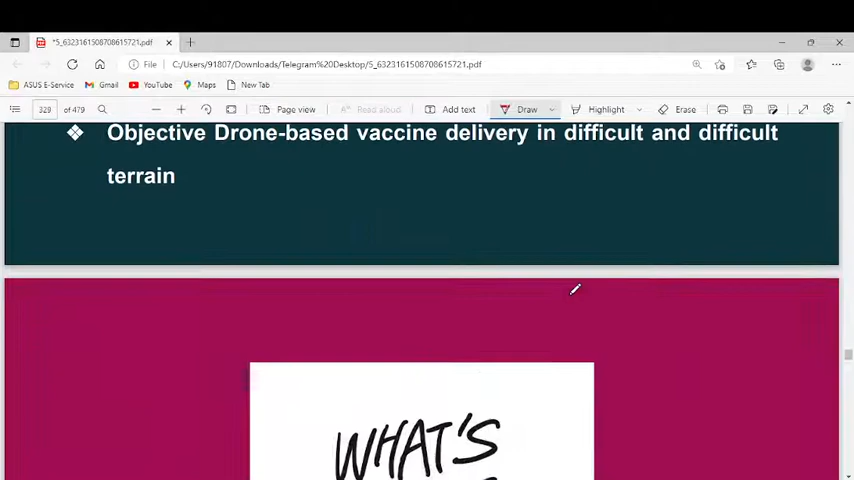 *5_6323161508708615721.pdf
File C:/Users/91807/Downloads/Telegram%20Desktop/5_6323161508708615721.pdf
ASUS E-Service Gmail YouTube Maps New Tab
329 of 479 Page view Read aloud Add text Draw Highlight Erase
Objective Drone-based vaccine delivery in difficult and difficult
terrain
WHAT'S